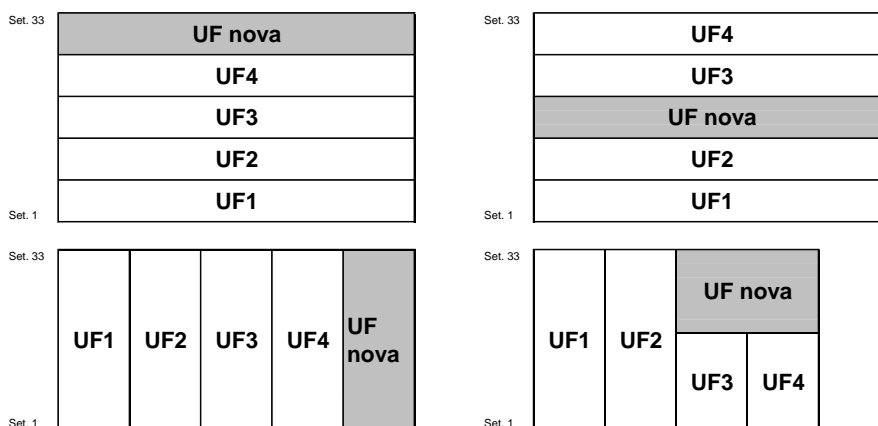 Set. 33
UF nova
UF4
UF3
UF2
UF1
Set. 1
Set. 33
UF4
UF3
UF nova
UF2
UF1
Set. 1
Set. 33
UF1 UF2 UF3 UF4 UF
nova
Set. 1
Set. 33
UF nova
UF1 UF2
UF3 UF4
Set. 1